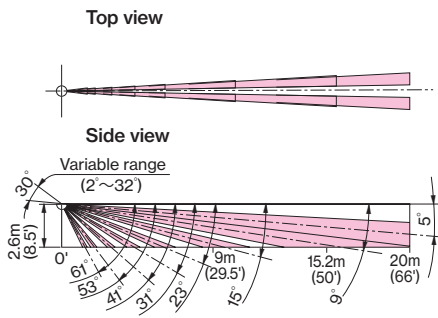 Top view
Side view
Variable range
(2°～32°)
30°
5°
2.6m
(8.5')
0'
9m
(29.5')
15.2m
(50')
20m
(66')
61°
53°
41°
31°
23°
15°
9°